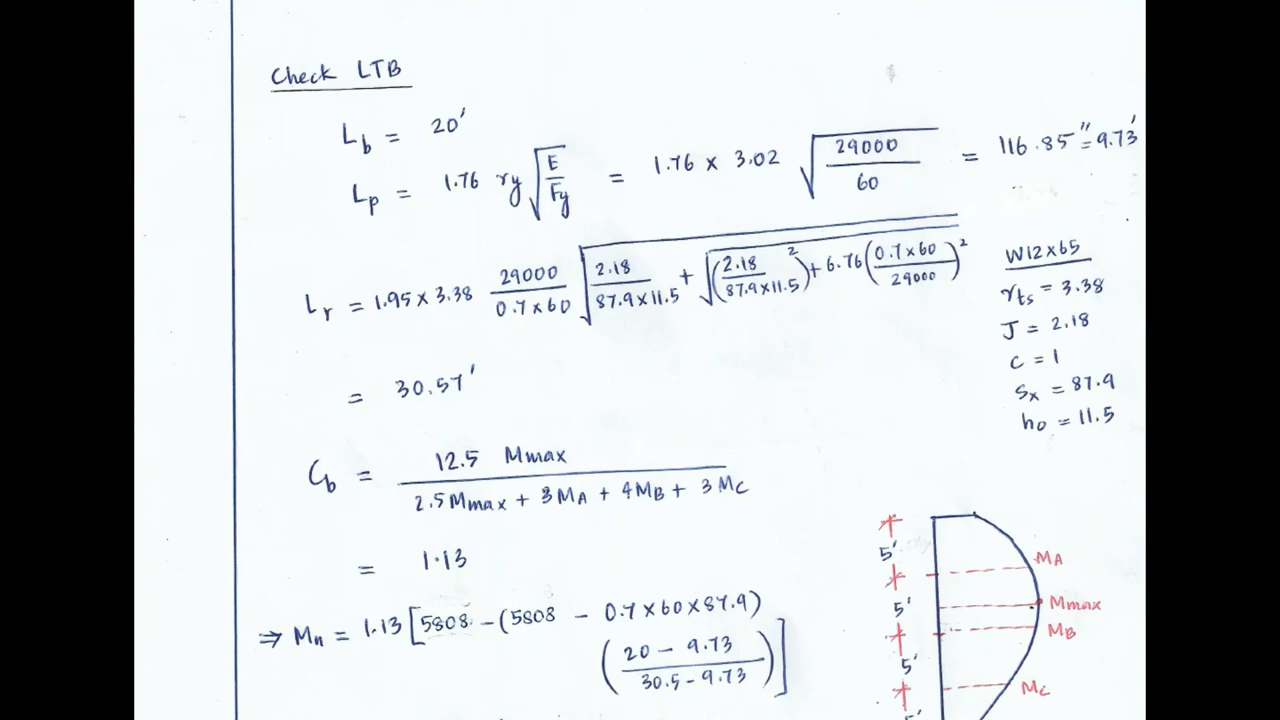 Check LTB
Lb = 20'
Lp = 1.76 ry √(E/Fy) = 1.76 × 3.02 √(29000/60) = 116.85" = 9.73'
Lr = 1.95 × 3.38 29000/(0.7×60) √(2.18/(87.9×11.5) + √((2.18/(87.9×11.5))² + 6.76(0.7×60/29000)²))
= 30.57'
W12×65
rts = 3.38
J = 2.18
c = 1
Sx = 87.9
ho = 11.5
Cb = 12.5 Mmax / (2.5Mmax + 3MA + 4MB + 3MC)
= 1.13
⇒ Mn = 1.13 [5808 - (5808 - 0.7×60×87.9)
((20 - 9.73)/(30.5 - 9.73))]
5'
MA
5'
Mmax
MB
5'
MC
5'